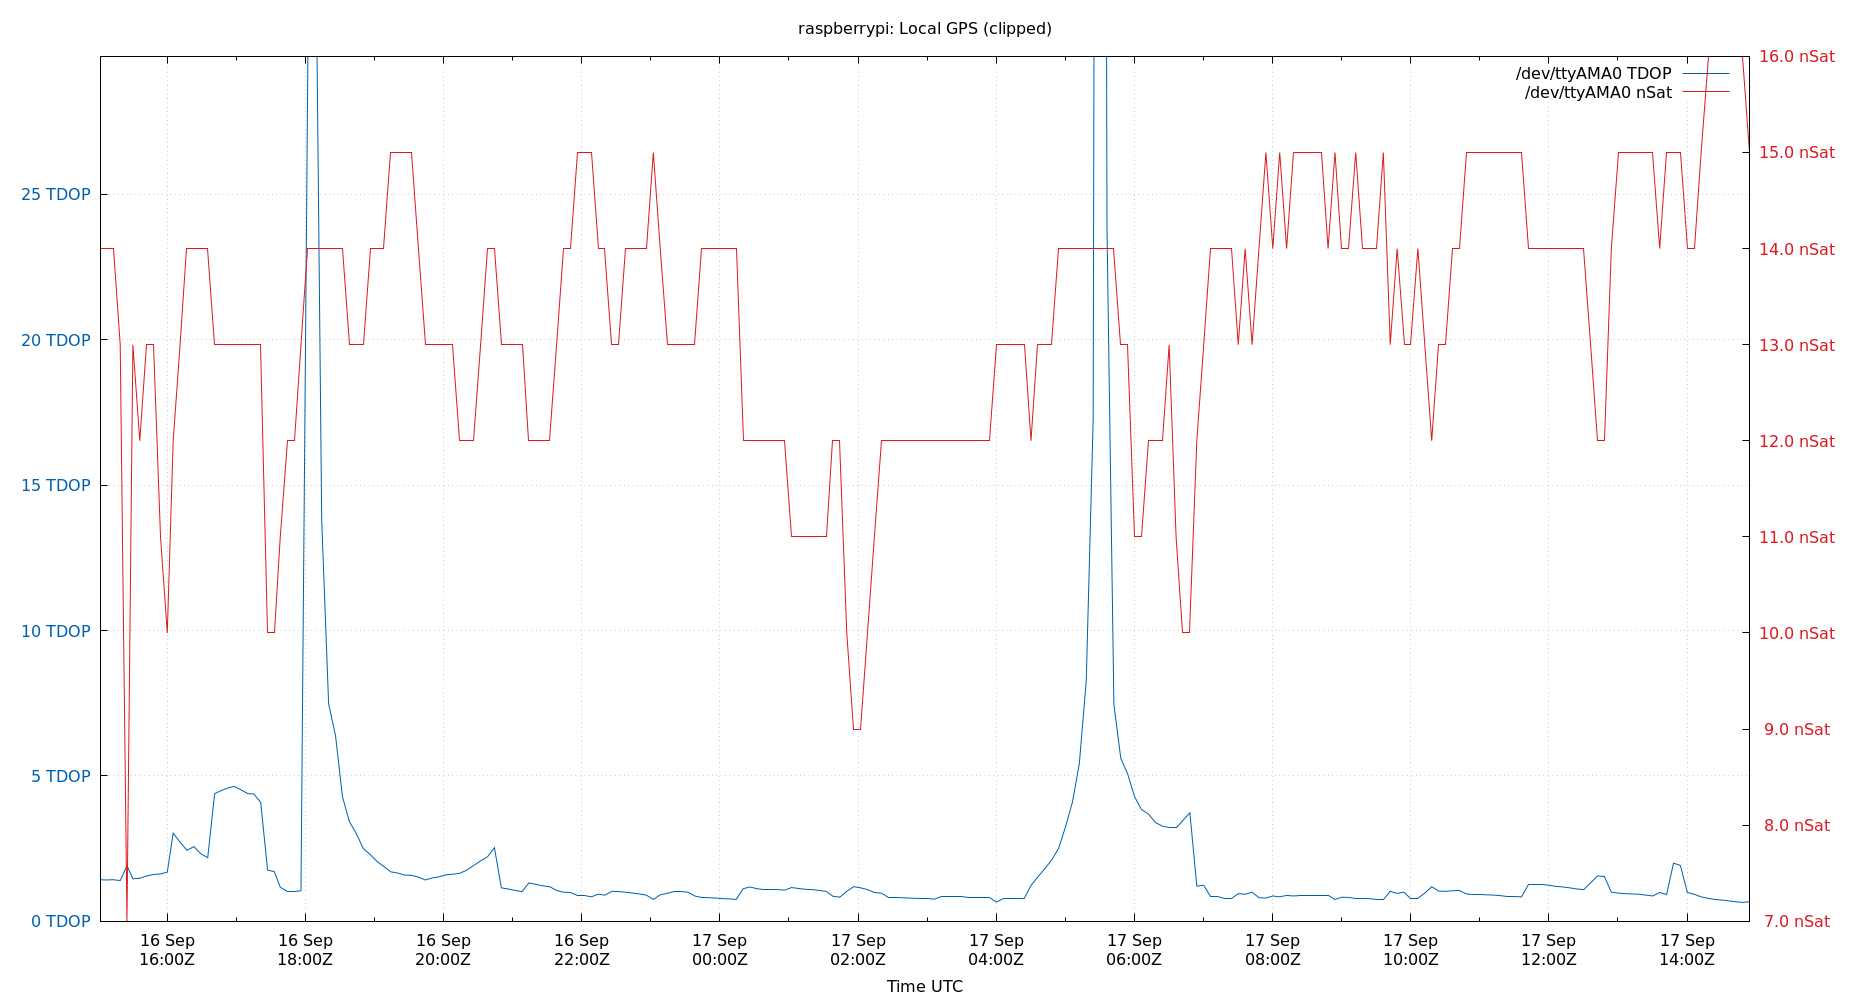 raspberrypi: Local GPS (clipped)
/dev/ttyAMA0 TDOP
/dev/ttyAMA0 nSat
25 TDOP
20 TDOP
15 TDOP
10 TDOP
5 TDOP
0 TDOP
16.0 nSat
15.0 nSat
14.0 nSat
13.0 nSat
12.0 nSat
11.0 nSat
10.0 nSat
9.0 nSat
8.0 nSat
7.0 nSat
16 Sep
16:00Z
16 Sep
18:00Z
16 Sep
20:00Z
16 Sep
22:00Z
17 Sep
00:00Z
17 Sep
02:00Z
17 Sep
04:00Z
17 Sep
06:00Z
17 Sep
08:00Z
17 Sep
10:00Z
17 Sep
12:00Z
17 Sep
14:00Z
Time UTC